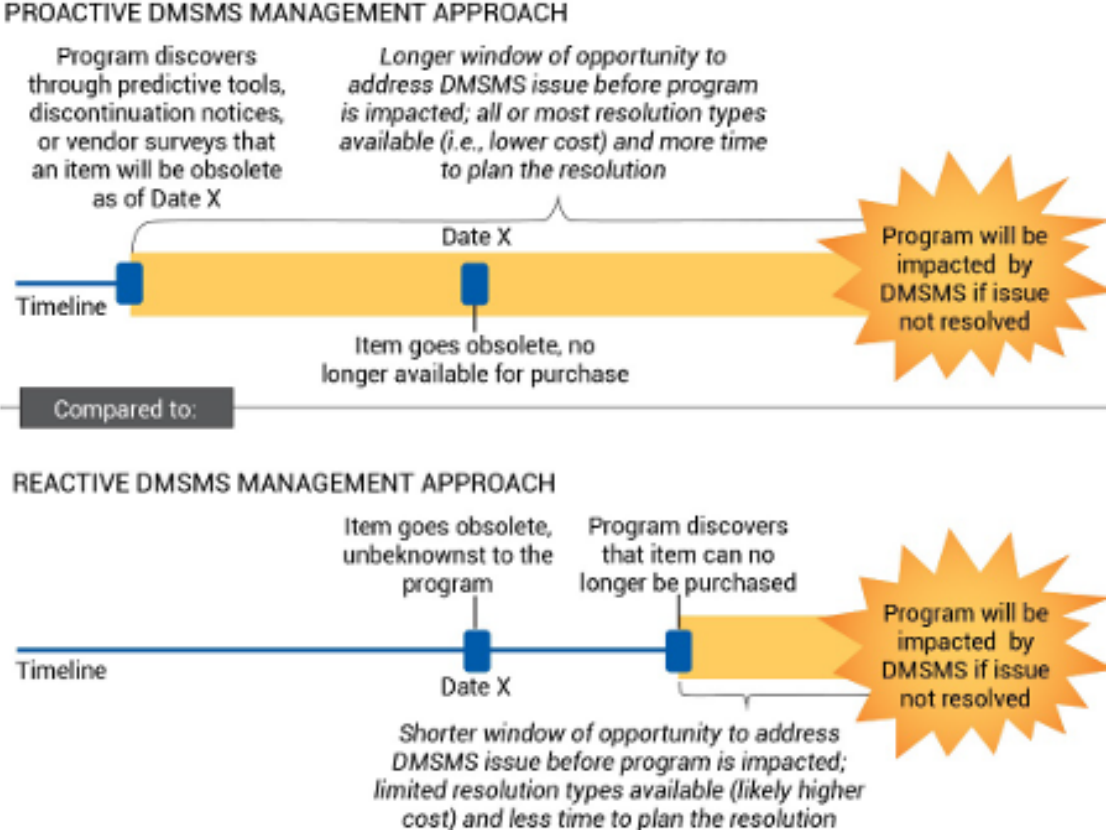 PROACTIVE DMSMS MANAGEMENT APPROACH
Program discovers
through predictive tools,
discontinuation notices,
or vendor surveys that
an item will be obsolete
as of Date X
Longer window of opportunity to
address DMSMS issue before program
is impacted; all or most resolution types
available (i.e., lower cost) and more time
to plan the resolution
Date X
Program will be
impacted by
DMSMS if issue
not resolved
Timeline
Item goes obsolete, no
longer available for purchase
Compared to:
REACTIVE DMSMS MANAGEMENT APPROACH
Item goes obsolete,
unbeknownst to the
program
Program discovers
that item can no
longer be purchased
Program will be
impacted by
DMSMS if issue
not resolved
Timeline
Date X
Shorter window of opportunity to address
DMSMS issue before program is impacted;
limited resolution types available (likely higher
cost) and less time to plan the resolution